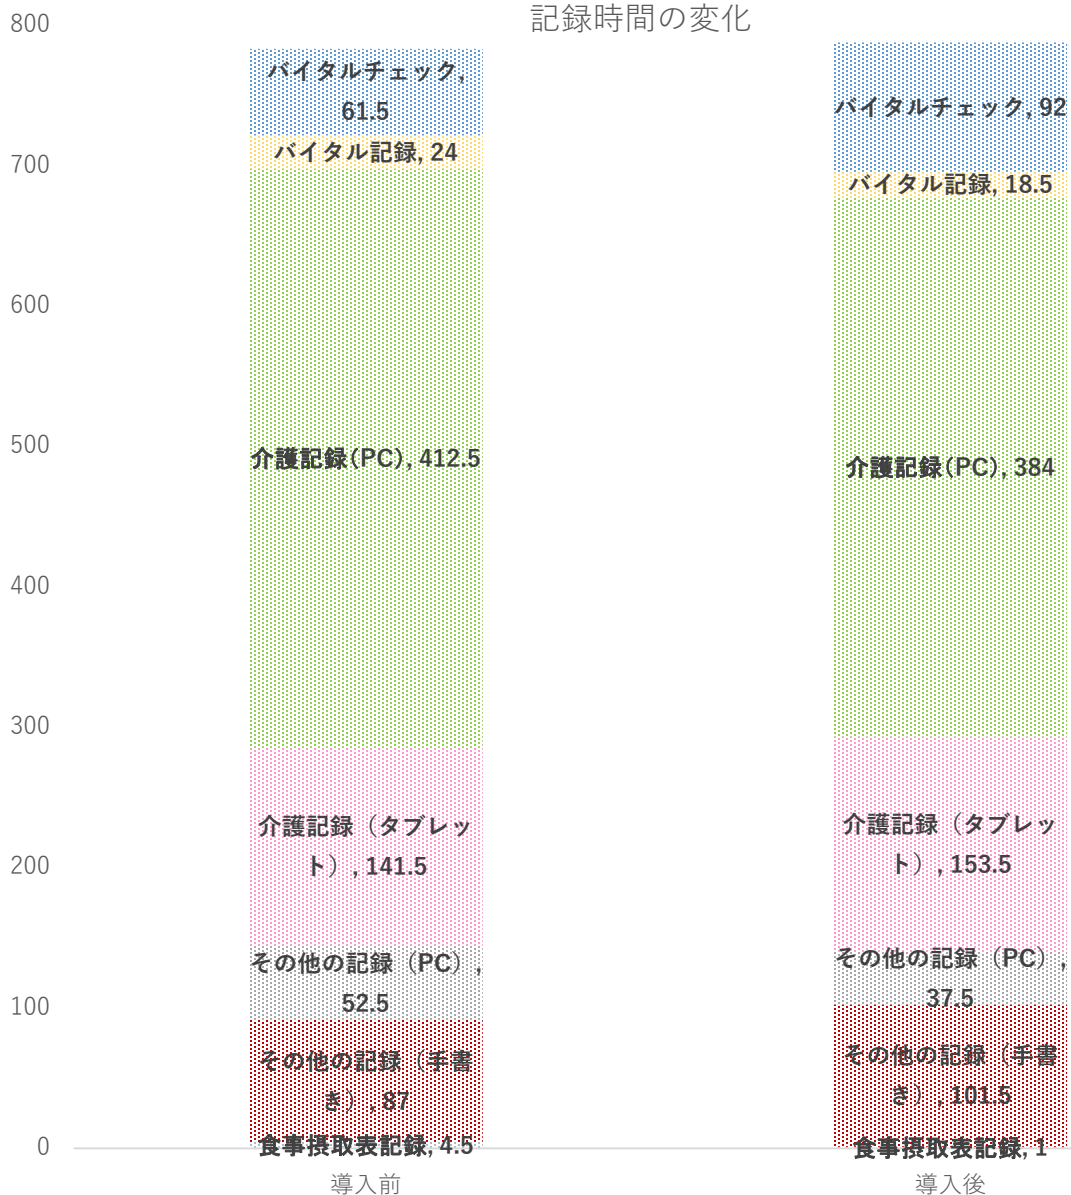 記録時間の変化
800
700
600
500
400
300
200
100
0
バイタルチェック,
61.5
バイタル記録, 24
介護記録(PC), 412.5
介護記録（タブレッ
ト）, 141.5
その他の記録（PC）,
52.5
その他の記録（手書
き）, 87
食事摂取表記録, 4.5
導入前
バイタルチェック, 92
バイタル記録, 18.5
介護記録(PC), 384
介護記録（タブレッ
ト）, 153.5
その他の記録（PC）,
37.5
その他の記録（手書
き）, 101.5
食事摂取表記録, 1
導入後